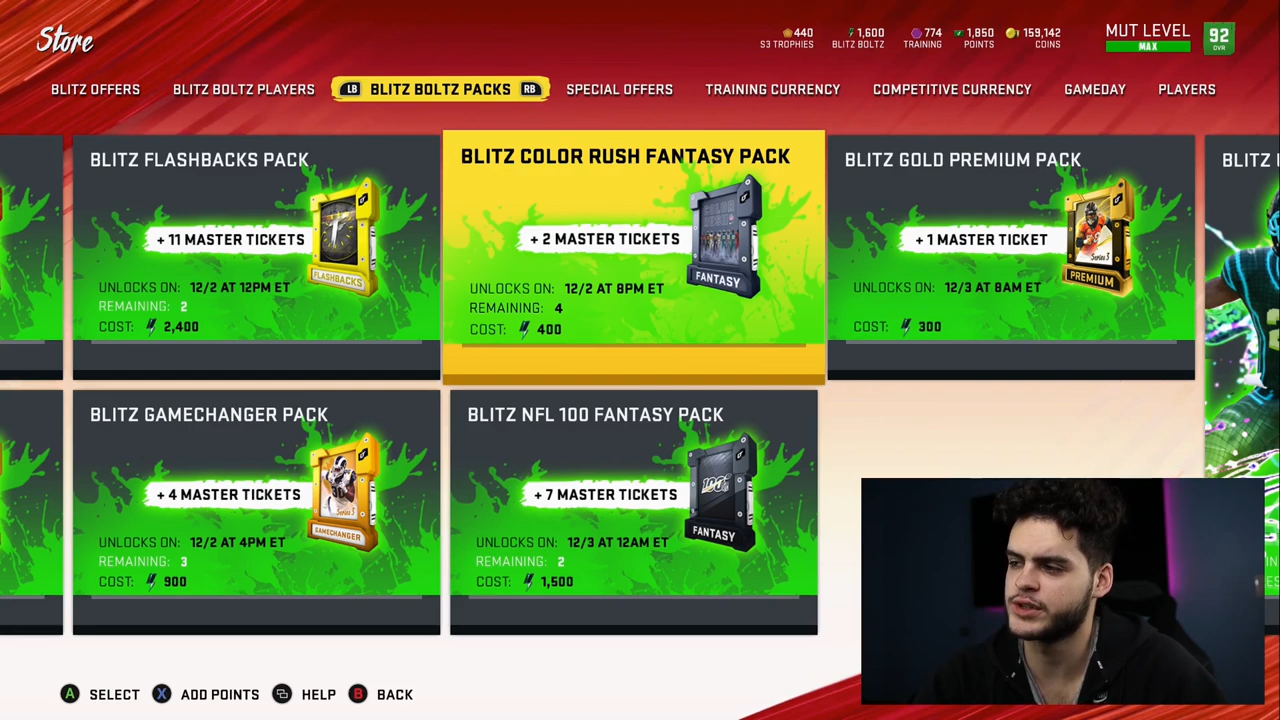 Store
440
S3 TROPHIES
1,600
BLITZ BOLTZ
774
TRAINING
1,850
POINTS
159,142
COINS
MUT LEVEL
MAX
92
OVR
BLITZ OFFERS
BLITZ BOLTZ PLAYERS
LB
BLITZ BOLTZ PACKS
RB
SPECIAL OFFERS
TRAINING CURRENCY
COMPETITIVE CURRENCY
GAMEDAY
PLAYERS
BLITZ FLASHBACKS PACK
+ 11 MASTER TICKETS
FLASHBACKS
UNLOCKS ON: 12/2 AT 12PM ET
REMAINING: 2
COST: 2,400
BLITZ COLOR RUSH FANTASY PACK
+ 2 MASTER TICKETS
FANTASY
UNLOCKS ON: 12/2 AT 8PM ET
REMAINING: 4
COST: 400
BLITZ GOLD PREMIUM PACK
+ 1 MASTER TICKET
Series 3
PREMIUM
UNLOCKS ON: 12/3 AT 8AM ET
COST: 300
BLITZ
BLITZ GAMECHANGER PACK
+ 4 MASTER TICKETS
Series 3
GAMECHANGER
UNLOCKS ON: 12/2 AT 4PM ET
REMAINING: 3
COST: 900
BLITZ NFL 100 FANTASY PACK
+ 7 MASTER TICKETS
100
FANTASY
UNLOCKS ON: 12/3 AT 12AM ET
REMAINING: 2
COST: 1,500
A SELECT
X ADD POINTS
HELP
B BACK